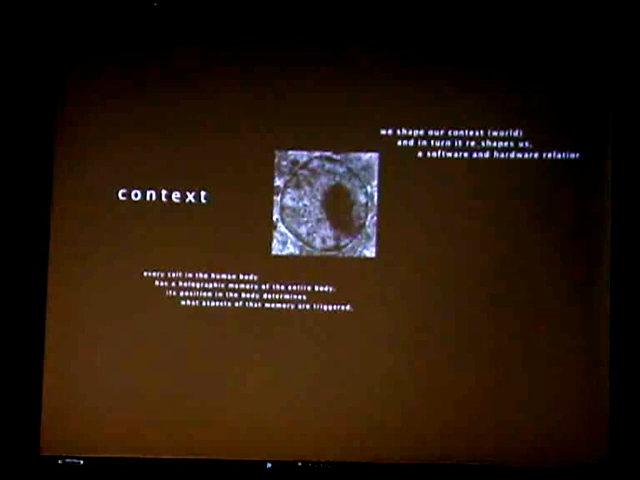 we shape our context (world)
and in turn it re_shapes us.
a software and hardware relation
context
every cell in the human body
has a holographic memory of the entire body.
its position in the body determines
what aspects of that memory are triggered.